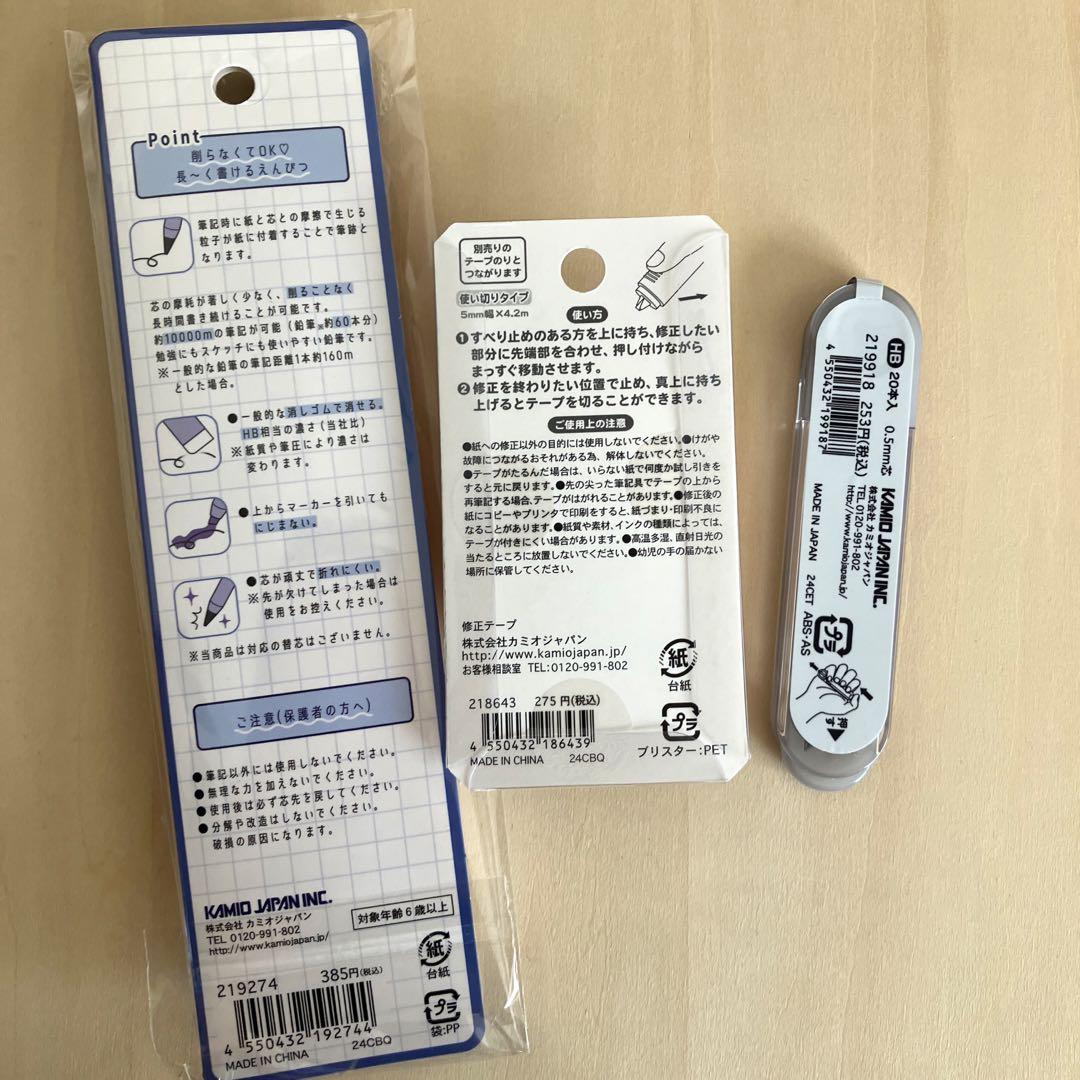 Point
削らなくてOK♡
長〜く書けるえんぴつ
筆記時に紙と芯との摩擦で生じる
粒子が紙に付着することで筆跡と
なります。
芯の摩耗が著しく少なく、削ることなく
長時間書き続けることが可能です。
約10000mの筆記が可能（鉛筆※約60本分）
勉強にもスケッチにも使いやすい鉛筆です。
※一般的な鉛筆の筆記距離1本約160m
とした場合。
●一般的な消しゴムで消せる。
HB相当の濃さ（当社比）
※紙質や筆圧により濃さは
変わります。
●上からマーカーを引いても
にじまない。
●芯が頑丈で折れにくい。
※先が欠けてしまった場合は
使用をお控えください。
※当商品は対応の替芯はございません。
ご注意(保護者の方へ)
●筆記以外には使用しないでください。
●無理な力を加えないでください。
●使用後は必ず芯先を戻してください。
●分解や改造はしないでください。
破損の原因になります。
KAMIO JAPAN INC.
株式会社 カミオジャパン
TEL 0120-991-802
http://www.kamiojapan.jp/
対象年齢6歳以上
紙
台紙
219274 385円(税込)
プラ
袋:PP
4 550432 192744
MADE IN CHINA 24CBQ
別売りの
テープのりと
つながります
使い切りタイプ
5mm幅×4.2m
使い方
❶すべり止めのある方を上に持ち、修正したい
部分に先端部を合わせ、押し付けながら
まっすぐ移動させます。
❷修正を終わりたい位置で止め、真上に持ち
上げるとテープを切ることができます。
ご使用上の注意
●紙への修正以外の目的には使用しないでください。●けがや
故障につながるおそれがある為、解体しないでください。
●テープがたるんだ場合は、いらない紙で何度か試し引きを
すると元に戻ります。●先の尖った筆記具でテープの上から
再筆記する場合、テープがはがれることがあります。●修正後の
紙にコピーやプリンタで印刷をすると、紙づまり・印刷不良に
なることがあります。●紙質や素材、インクの種類によっては、
テープが付きにくい場合があります。●高温多湿、直射日光の
当たるところに放置しないでください。●幼児の手の届かない
場所に保管してください。
修正テープ
株式会社カミオジャパン
http://www.kamiojapan.jp/
お客様相談室 TEL:0120-991-802
紙
台紙
218643 275円(税込)
プラ
ブリスター:PET
4 550432 186439
MADE IN CHINA 24CBQ
HB 20本入 0.5mm芯
219918 253円(税込)
4 550432 199187
KAMIO JAPAN INC.
株式会社 カミオジャパン
TEL 0120-991-802
http://www.kamiojapan.jp/
MADE IN JAPAN 24CET
プラ
ABS・AS
押す